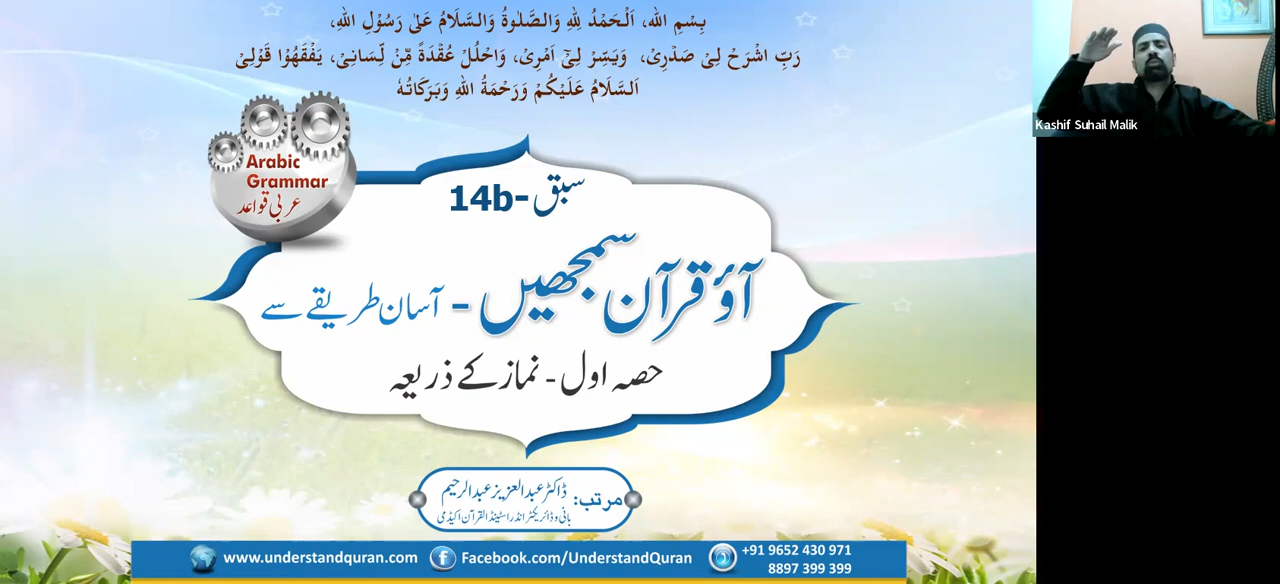 بِسْمِ اللهِ، اَلْحَمْدُ لِلّٰهِ وَالصَّلٰوةُ وَالسَّلَامُ عَلٰى رَسُوْلِ اللهِ،
رَبِّ اشْرَحْ لِىْ صَدْرِىْ، وَيَسِّرْ لِىْٓ اَمْرِىْ، وَاحْلُلْ عُقْدَةً مِّنْ لِّسَانِىْ، يَفْقَهُوْا قَوْلِىْ
اَلسَّلَامُ عَلَيْكُمْ وَرَحْمَةُ اللهِ وَبَرَكَاتُهٗ
Kashif Suhail Malik
Arabic
Grammar
عربی قواعد
سبق -14b
آؤ قرآن سمجھیں - آسان طریقے سے
حصہ اول - نماز کے ذریعہ
مرتب: ڈاکٹر عبدالعزیز عبدالرحیم
بانی و ڈائریکٹر انڈراسٹینڈ القرآن اکیڈمی
www.understandquran.com
Facebook.com/UnderstandQuran
+91 9652 430 971
8897 399 399